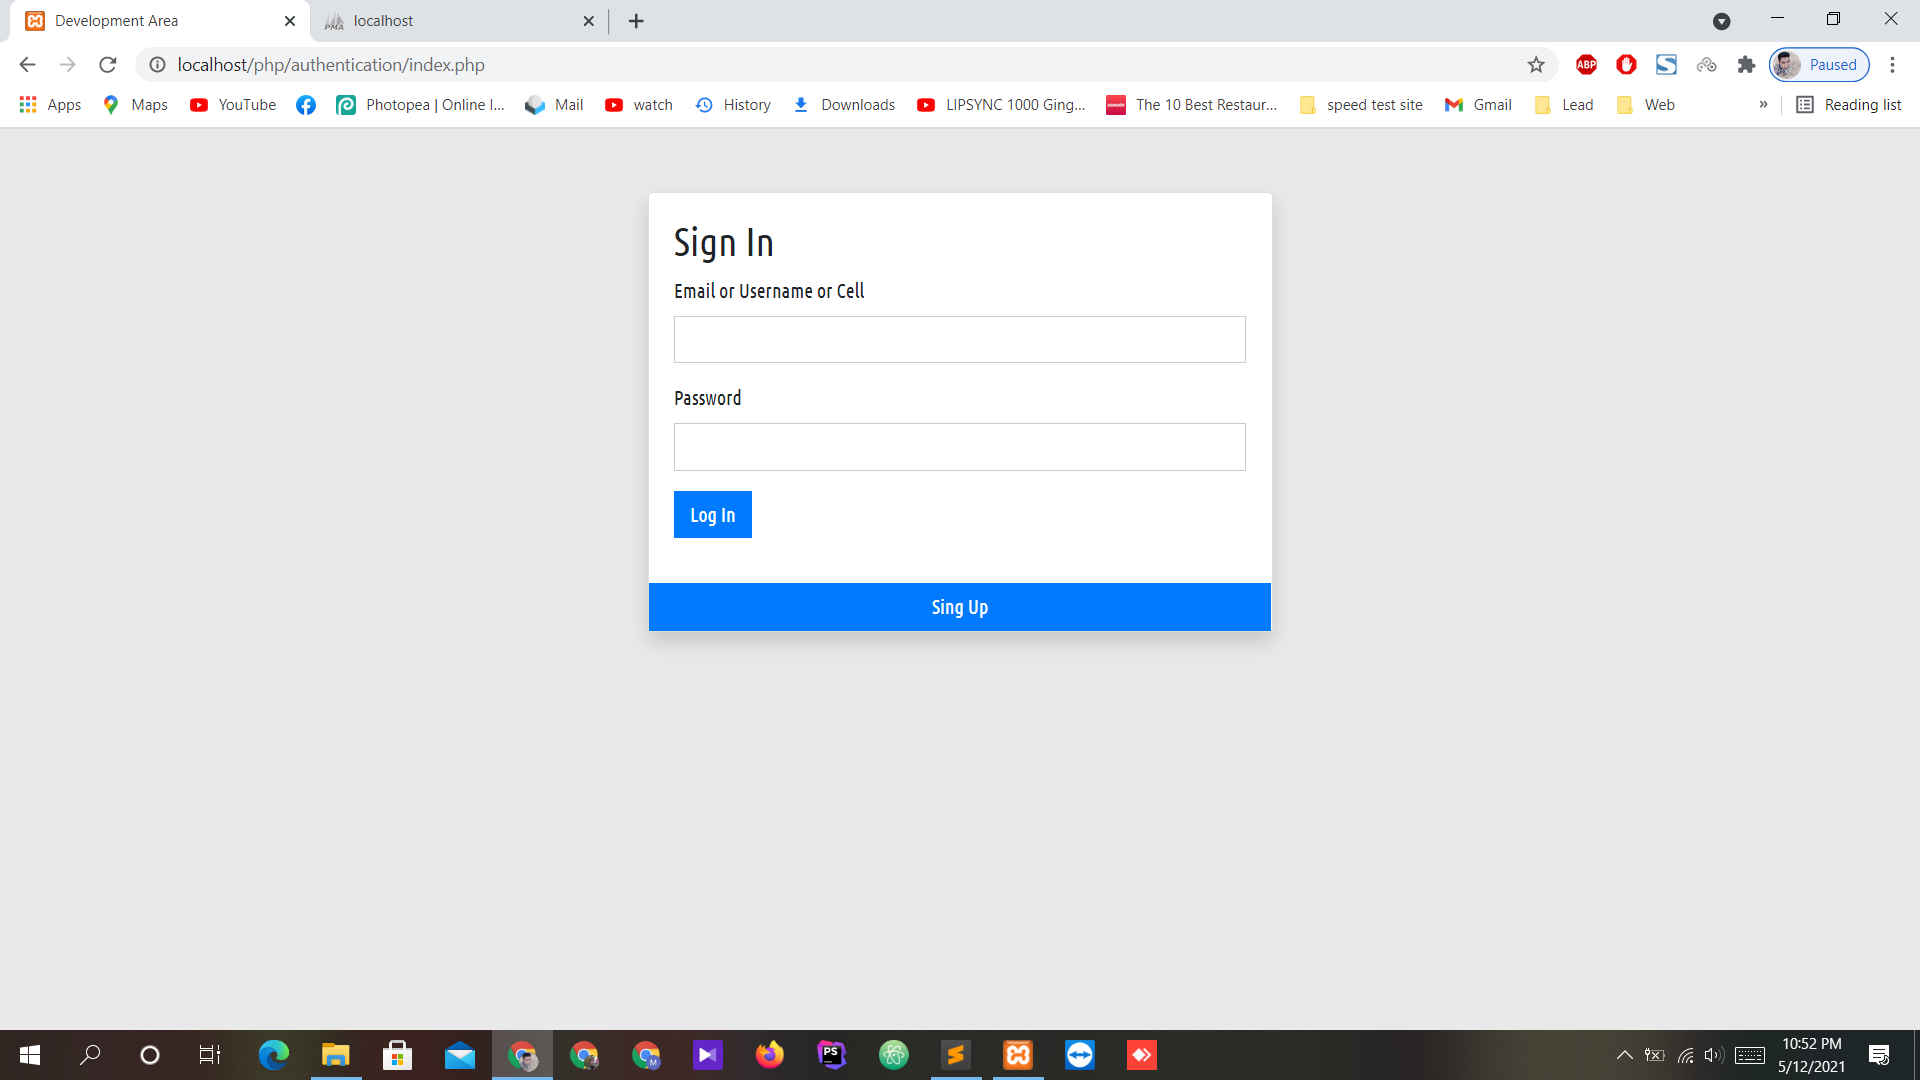 Development Area
localhost
localhost/php/authentication/index.php
ABP
Paused
Apps
Maps
YouTube
Photopea | Online I...
Mail
watch
History
Downloads
LIPSYNC 1000 Ging...
The 10 Best Restaur...
speed test site
Gmail
Lead
Web
»
Reading list
Sign In
Email or Username or Cell
Password
Log In
Sing Up
PS
M
10:52 PM
5/12/2021